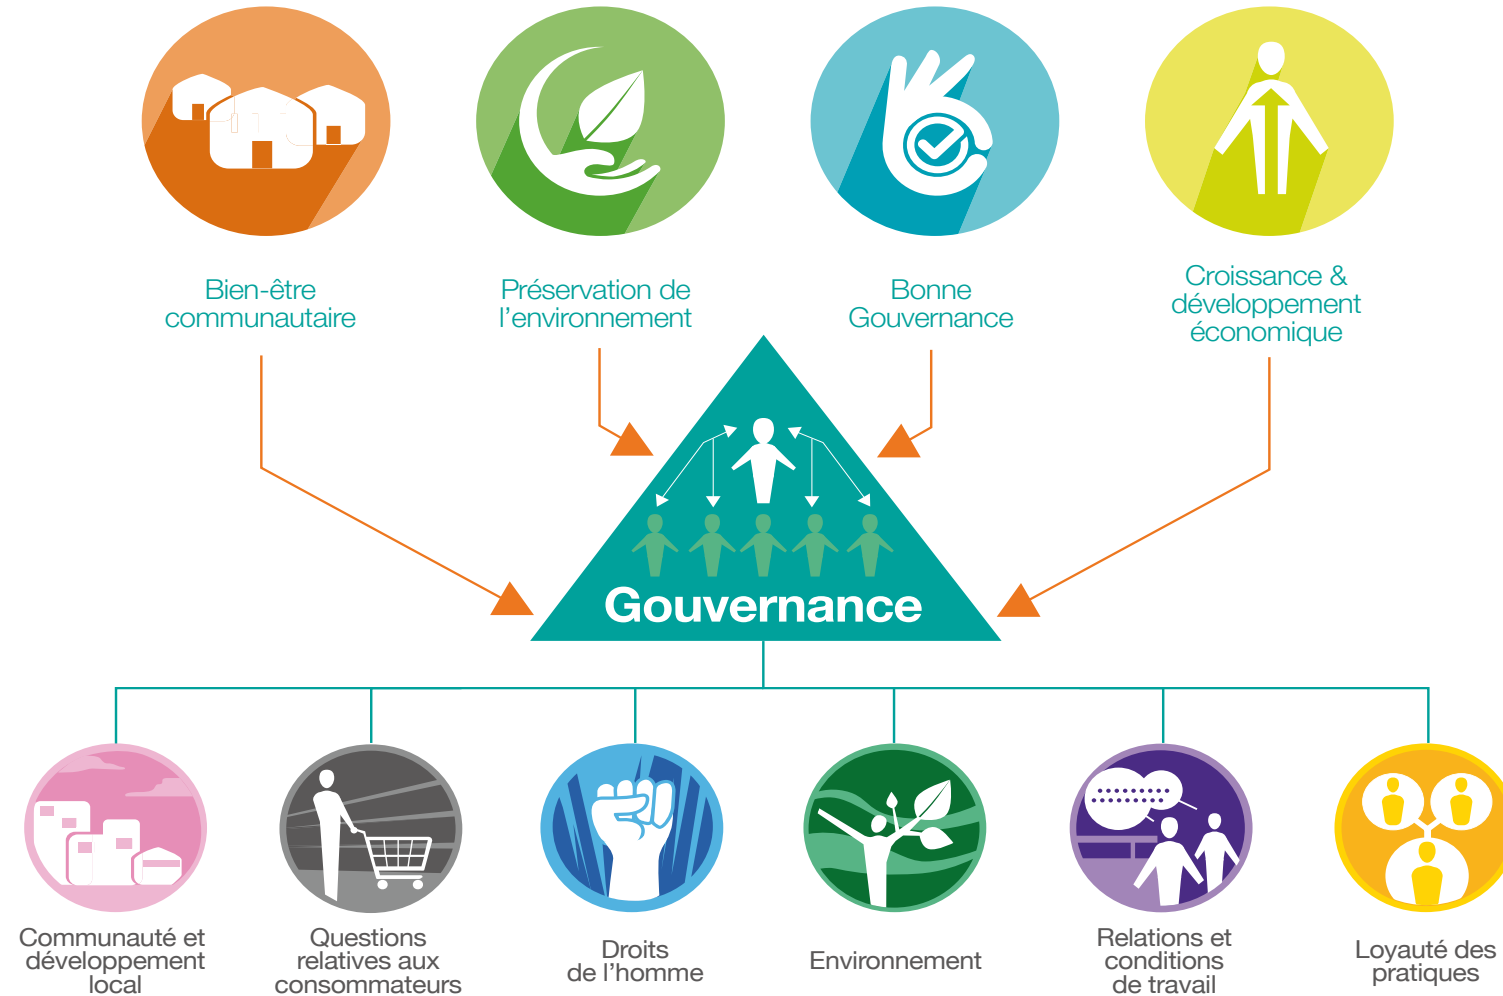 Bien-être
communautaire
Préservation de
l’environnement
Bonne
Gouvernance
Croissance &
développement
économique
Gouvernance
Communauté et
développement
local
Questions
relatives aux
consommateurs
Droits
de l’homme
Environnement
Relations et
conditions
de travail
Loyauté des
pratiques